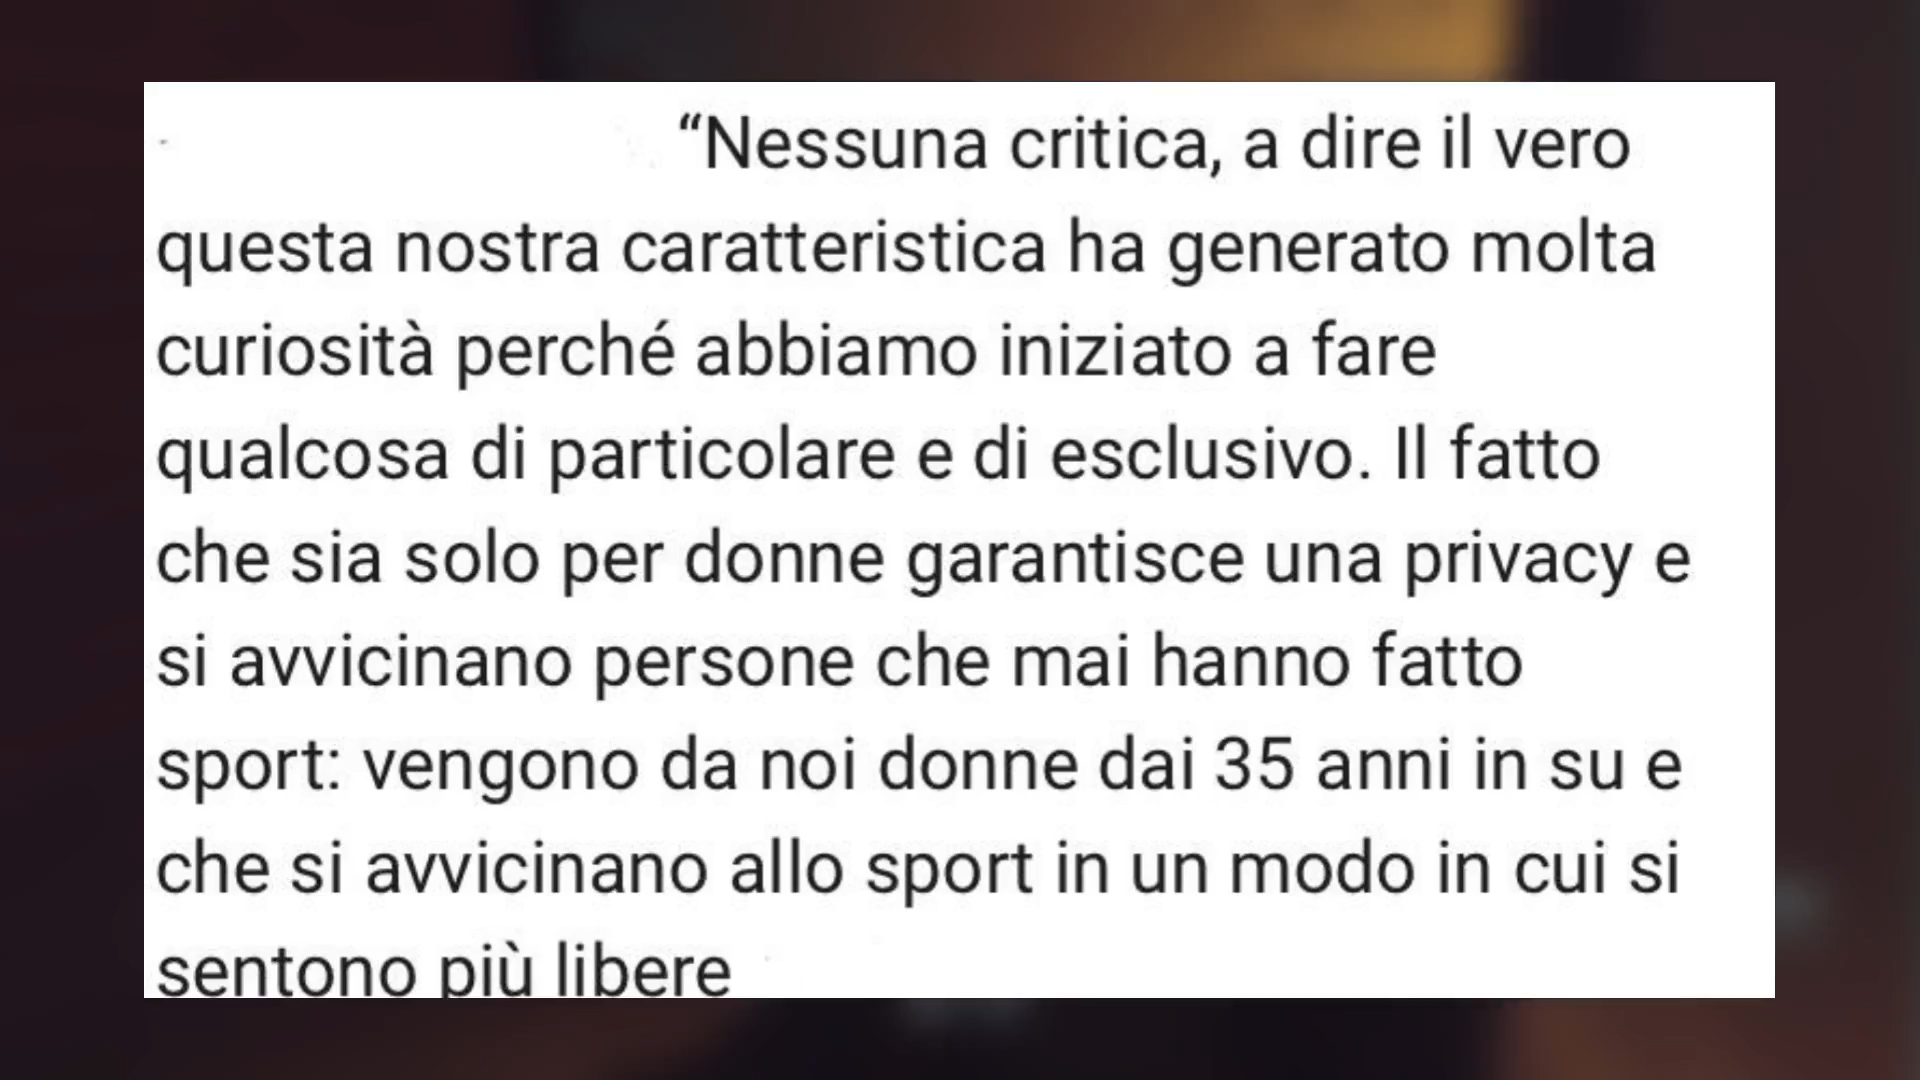 “Nessuna critica, a dire il vero
questa nostra caratteristica ha generato molta
curiosità perché abbiamo iniziato a fare
qualcosa di particolare e di esclusivo. Il fatto
che sia solo per donne garantisce una privacy e
si avvicinano persone che mai hanno fatto
sport: vengono da noi donne dai 35 anni in su e
che si avvicinano allo sport in un modo in cui si
sentono più libere